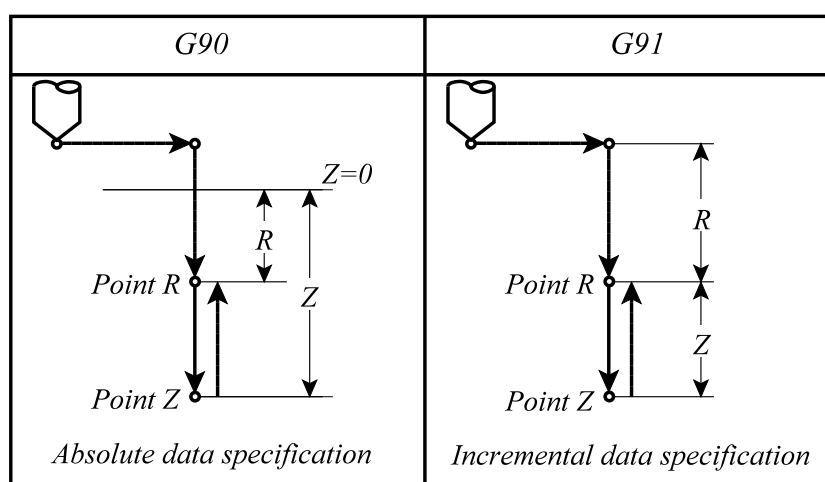 G90
G91
Z=0
R
Z
Point R
Point Z
Absolute data specification
R
Z
Point R
Point Z
Incremental data specification